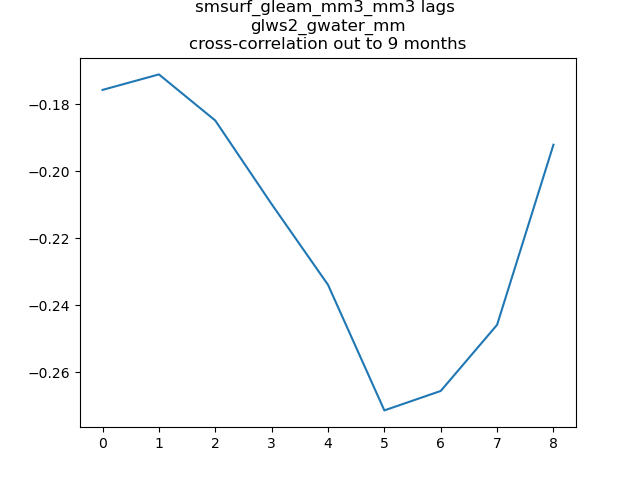 smsurf_gleam_mm3_mm3 lags
glws2_gwater_mm
cross-correlation out to 9 months
−0.18
−0.20
−0.22
−0.24
−0.26
0 1 2 3 4 5 6 7 8